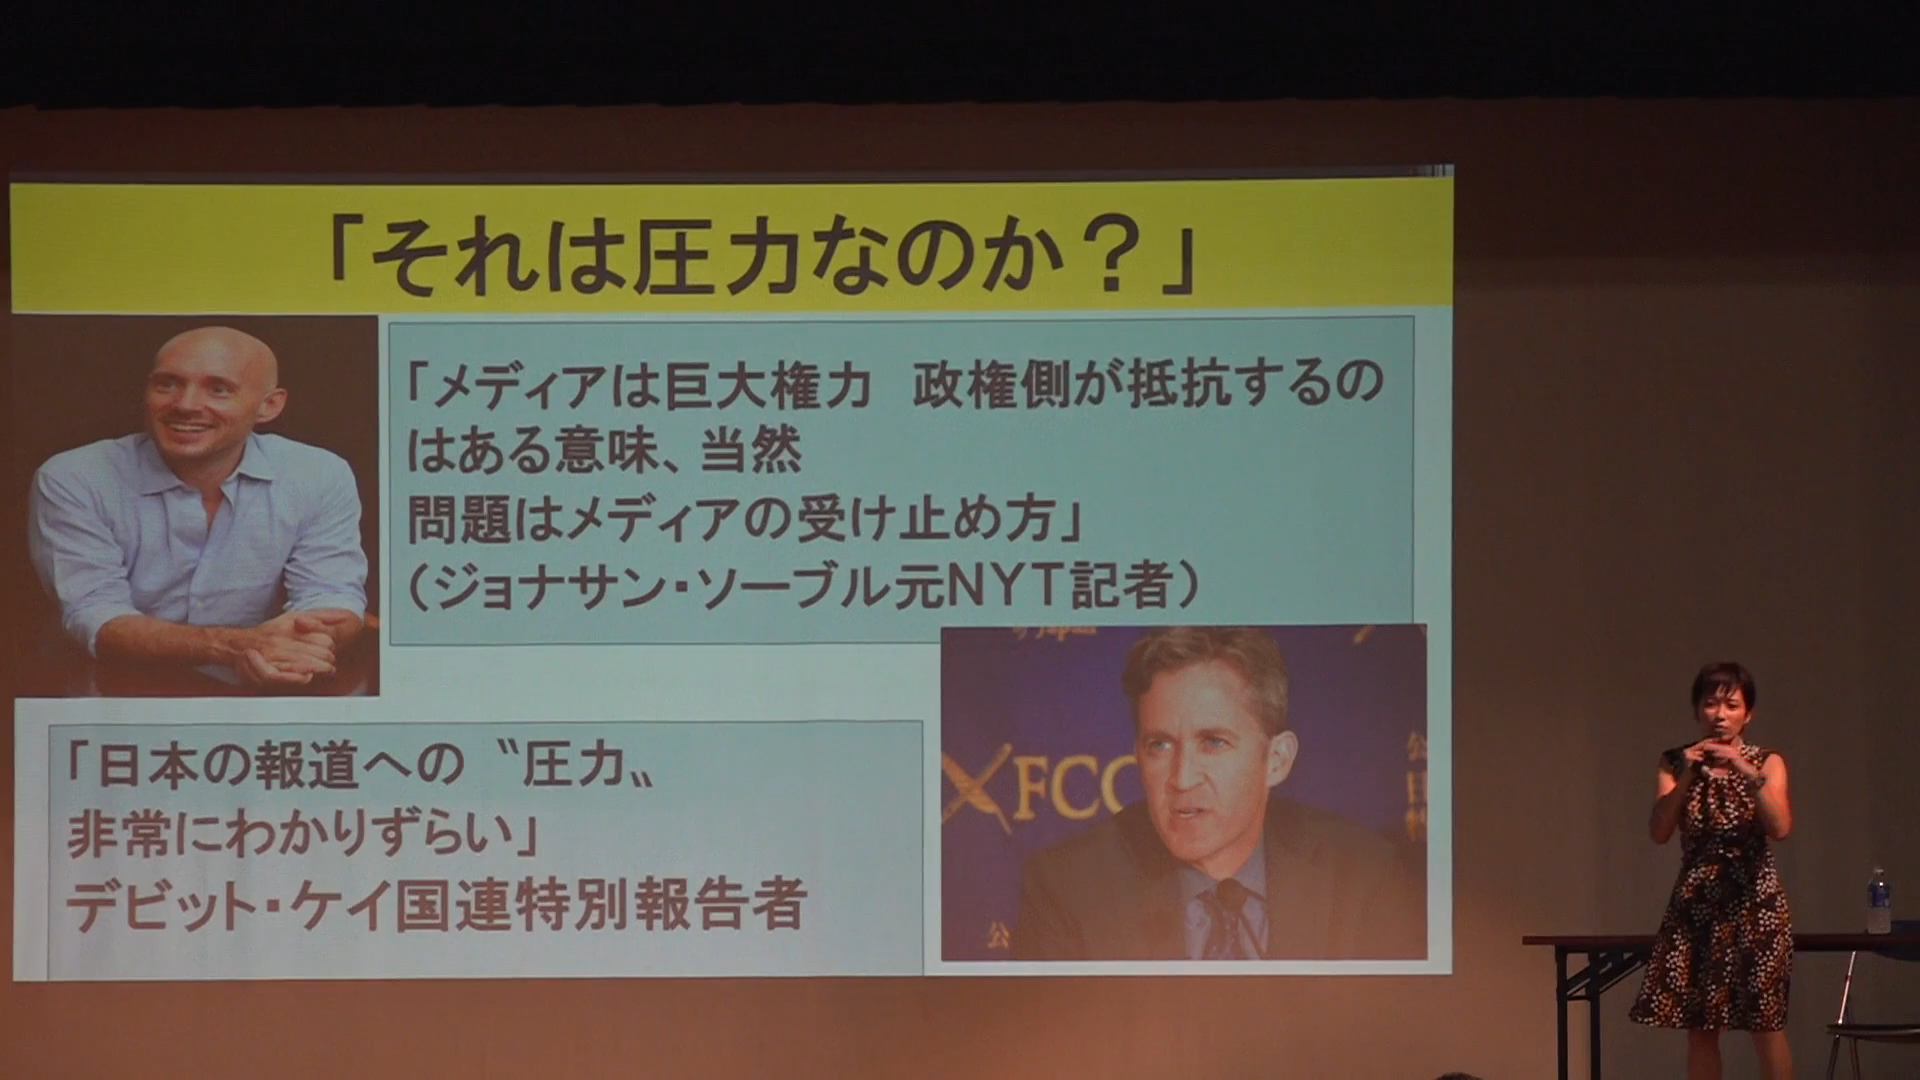 「それは圧力なのか？」
「メディアは巨大権力　政権側が抵抗するの
はある意味、当然
問題はメディアの受け止め方」
（ジョナサン・ソーブル元NYT記者）
「日本の報道への〝圧力〟
非常にわかりずらい」
デビット・ケイ国連特別報告者
FCC
公